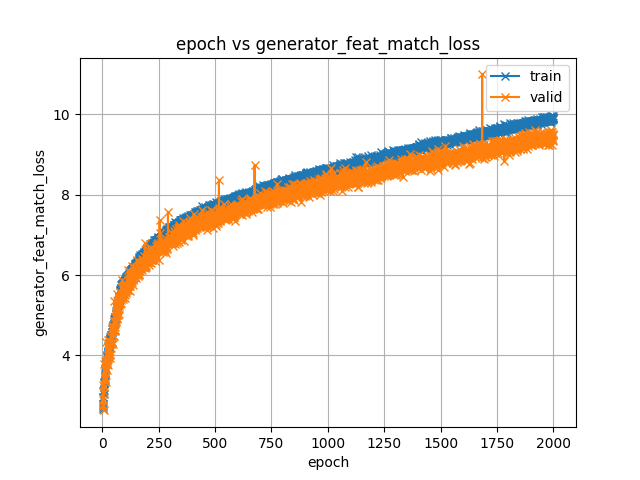 epoch vs generator_feat_match_loss
train
valid
10
8
6
4
generator_feat_match_loss
0 250 500 750 1000 1250 1500 1750 2000
epoch